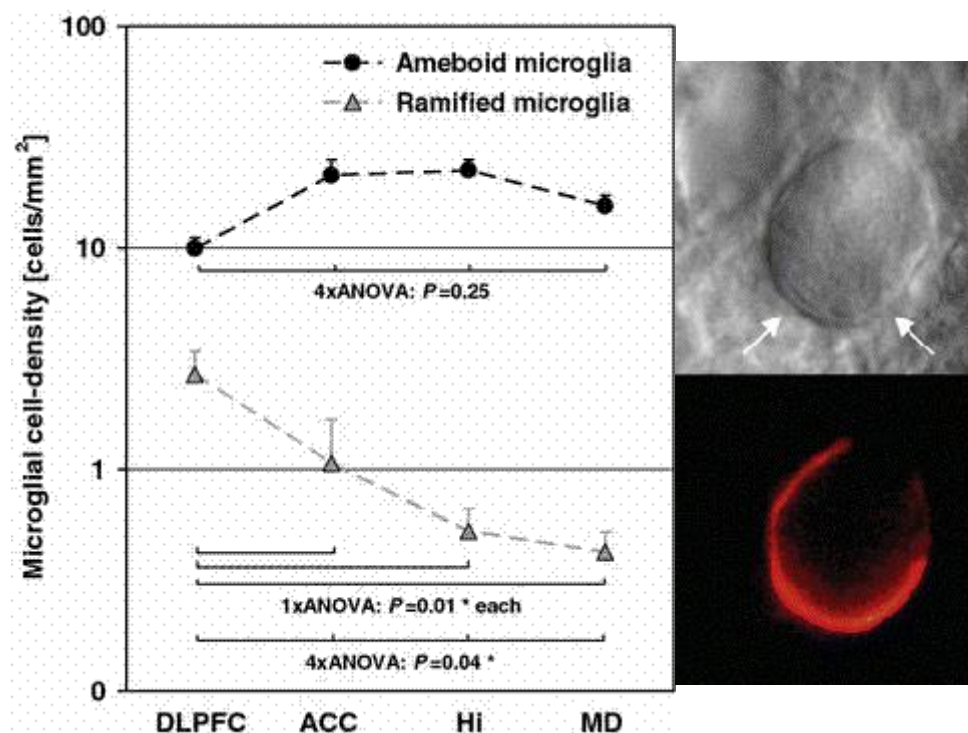 100
Ameboid microglia
Ramified microglia
Microglial cell-density [cells/mm²]
10
4xANOVA: P=0.25
1
1xANOVA: P=0.01 * each
4xANOVA: P=0.04 *
0
DLPFC ACC Hi MD